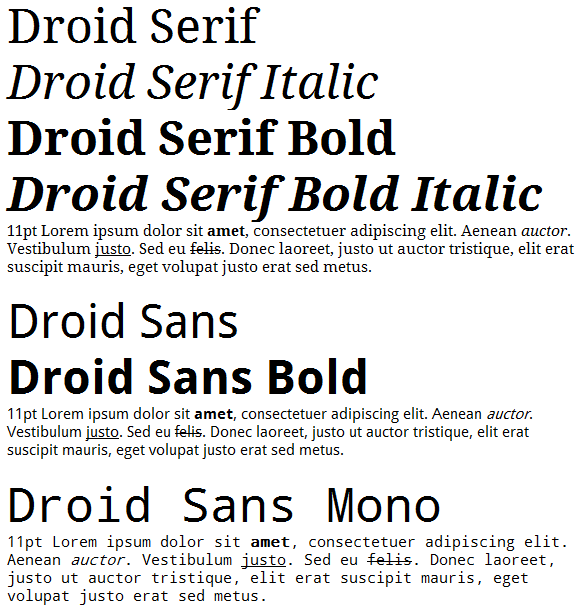 Droid Serif
Droid Serif Italic
Droid Serif Bold
Droid Serif Bold Italic
11pt Lorem ipsum dolor sit amet, consectetuer adipiscing elit. Aenean auctor.
Vestibulum justo. Sed eu felis. Donec laoreet, justo ut auctor tristique, elit erat
suscipit mauris, eget volupat justo erat sed metus.
Droid Sans
Droid Sans Bold
11pt Lorem ipsum dolor sit amet, consectetuer adipiscing elit. Aenean auctor.
Vestibulum justo. Sed eu felis. Donec laoreet, justo ut auctor tristique, elit erat
suscipit mauris, eget volupat justo erat sed metus.
Droid Sans Mono
11pt Lorem ipsum dolor sit amet, consectetuer adipiscing elit.
Aenean auctor. Vestibulum justo. Sed eu felis. Donec laoreet,
justo ut auctor tristique, elit erat suscipit mauris, eget
volupat justo erat sed metus.